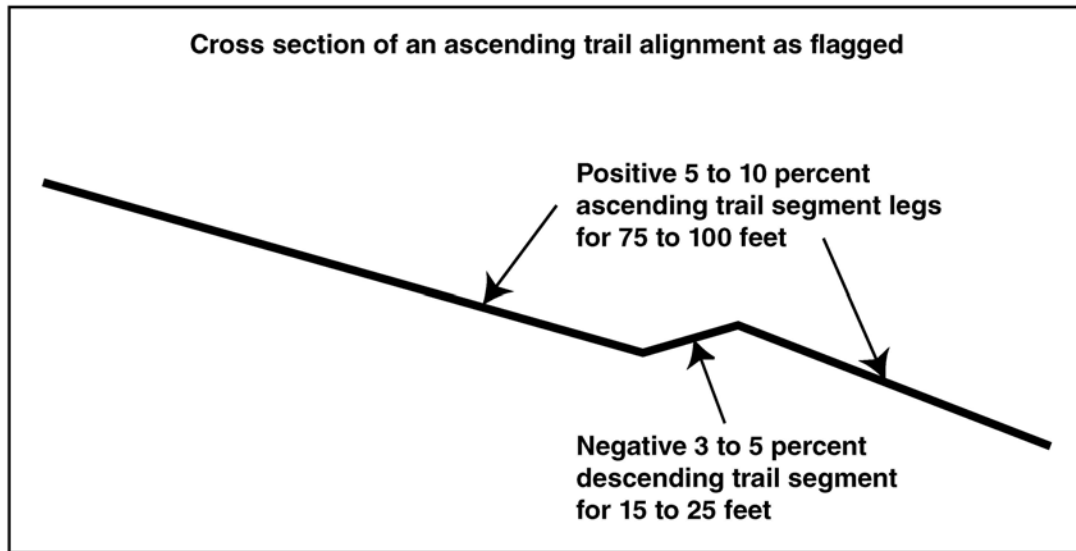 Cross section of an ascending trail alignment as flagged
Positive 5 to 10 percent
ascending trail segment legs
for 75 to 100 feet
Negative 3 to 5 percent
descending trail segment
for 15 to 25 feet